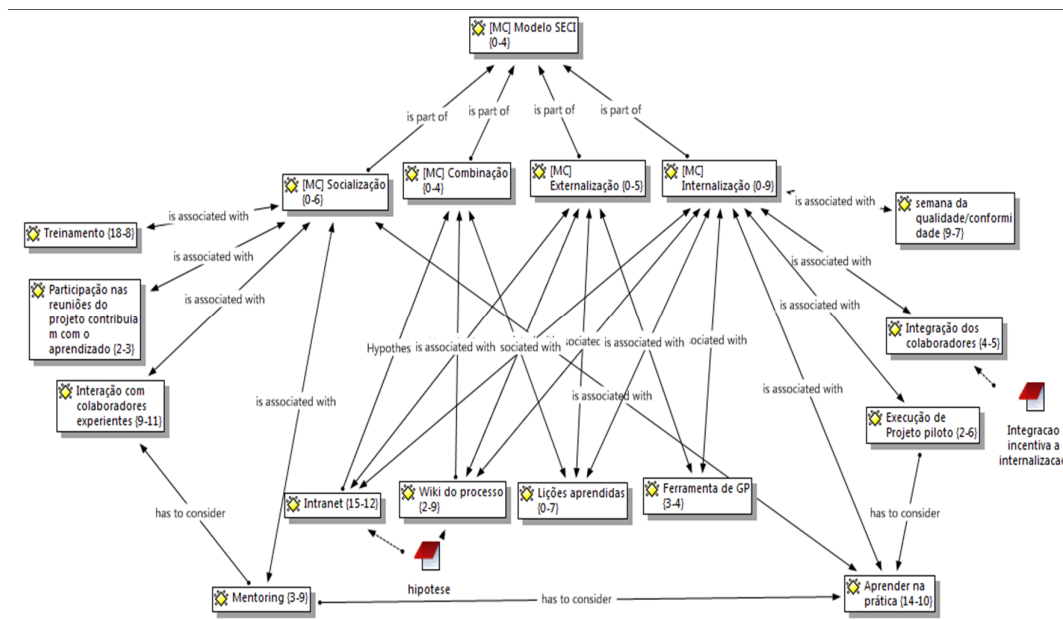 [MC] Modelo SECI
{0-4}
is part of
is part of
is part of
is part of
[MC] Socialização
{0-6}
[MC] Combinação
{0-4}
[MC]
Externalização {0-5}
[MC]
Internalização {0-9}
is associated with
semana da
qualidade/conformi
dade {9-7}
is associated with
Treinamento {18-8}
is associated with
is associated with
is associated with
Participação nas
reuniões do
projeto contribuia
m com o
aprendizado {2-3}
is associated with
Integração dos
colaboradores {4-5}
Hypothes
is associated with
sociated with
sociatec
is associated with
ociated with
Interação com
colaboradores
experientes {9-11}
is associated with
is associated with
is associated with
Execução de
Projeto piloto {2-6}
Integracao
incentiva a
internalizacao
Intranet {15-12}
Wiki do processo
{2-9}
Lições aprendidas
{0-7}
Ferramenta de GP
{3-4}
has to consider
has to consider
hipotese
Mentoring {3-9}
has to consider
Aprender na
prática {14-10}